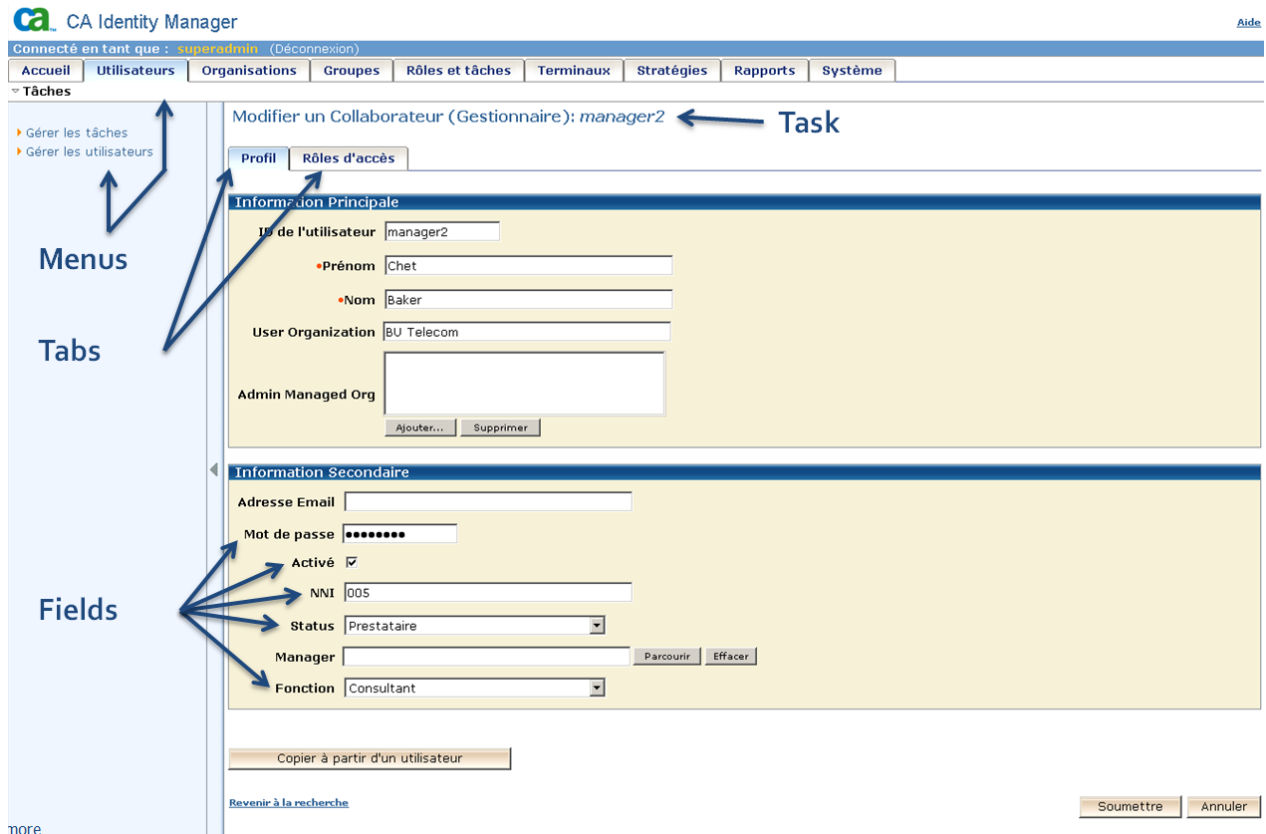 ca CA Identity Manager
Aide
Connecté en tant que : superadmin (Déconnexion)
Accueil Utilisateurs Organisations Groupes Rôles et tâches Terminaux Stratégies Rapports Système
Tâches
Modifier un Collaborateur (Gestionnaire): manager2
Task
Gérer les tâches
Gérer les utilisateurs
Profil Rôles d'accès
Information Principale
ID de l'utilisateur manager2
Menus
•Prénom Chet
•Nom Baker
User Organization BU Telecom
Tabs
Admin Managed Org
Ajouter... Supprimer
Information Secondaire
Adresse Email
Mot de passe ••••••••
Activé
NNI 005
Fields
Status Prestataire
Manager Parcourir Effacer
Fonction Consultant
Copier à partir d'un utilisateur
Revenir à la recherche
Soumettre Annuler
more